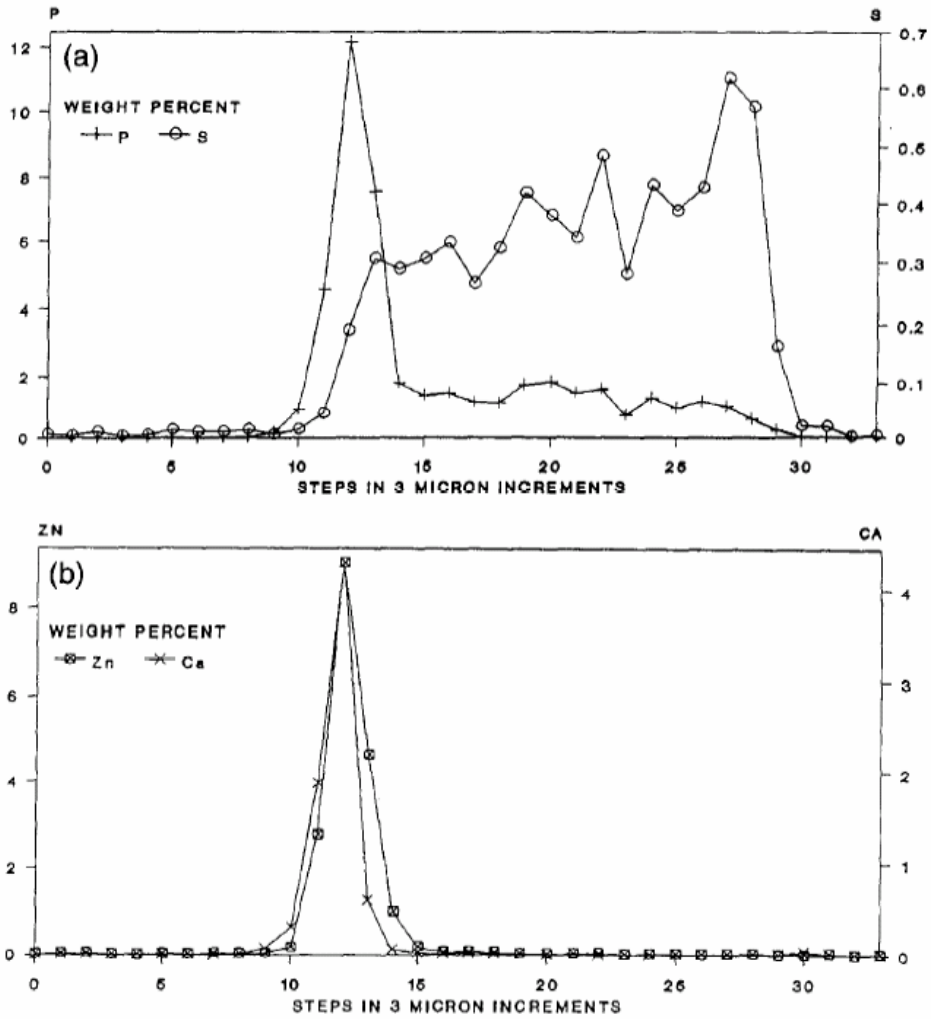 P S
(a)
WEIGHT PERCENT
P S
12
10
8
6
4
2
0
0.7
0.6
0.5
0.4
0.3
0.2
0.1
0
0 5 10 15 20 25 30
STEPS IN 3 MICRON INCREMENTS
ZN CA
(b)
WEIGHT PERCENT
Zn Ca
8
6
4
2
0
4
3
2
1
0
0 5 10 15 20 25 30
STEPS IN 3 MICRON INCREMENTS